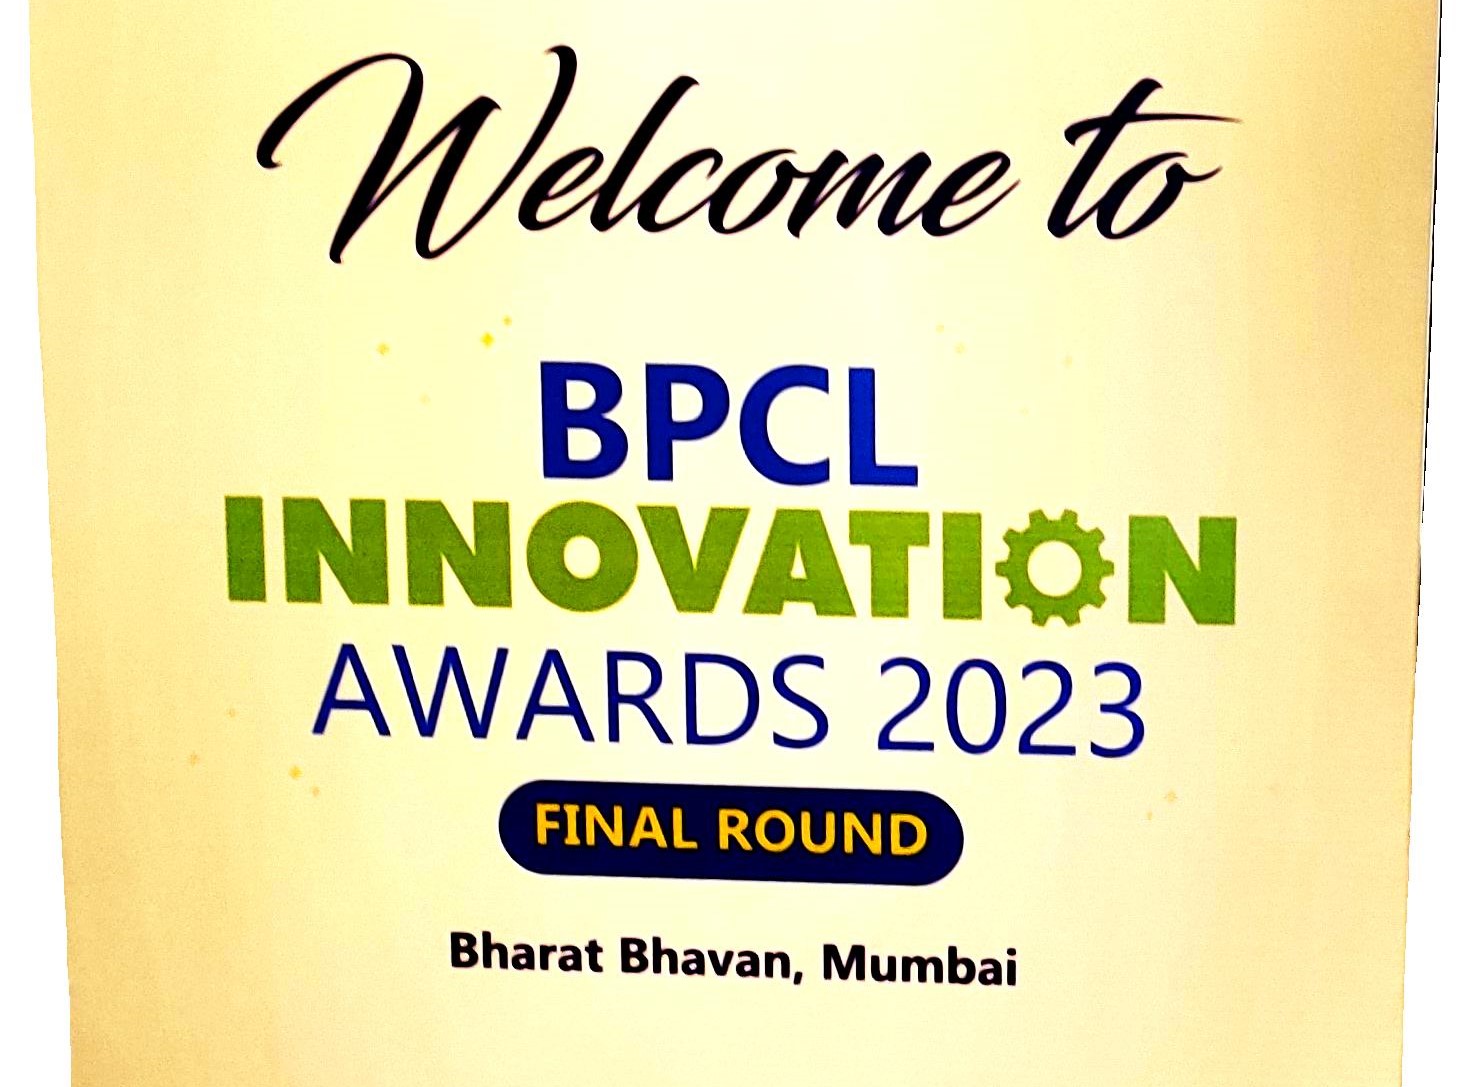 Welcome to
BPCL
INNOVATION
AWARDS 2023
FINAL ROUND
Bharat Bhavan, Mumbai